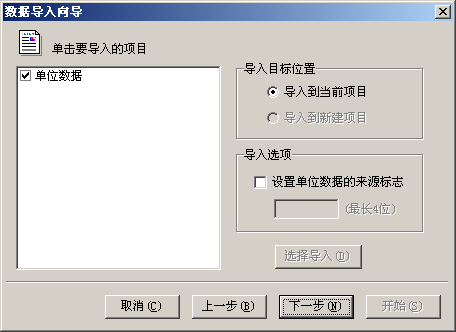 数据导入向导
单击要导入的项目
单位数据
导入目标位置
导入到当前项目
导入到新建项目
导入选项
设置单位数据的来源标志
(最长4位)
选择导入(D)
取消(C)
上一步(B)
下一步(N)
开始(S)